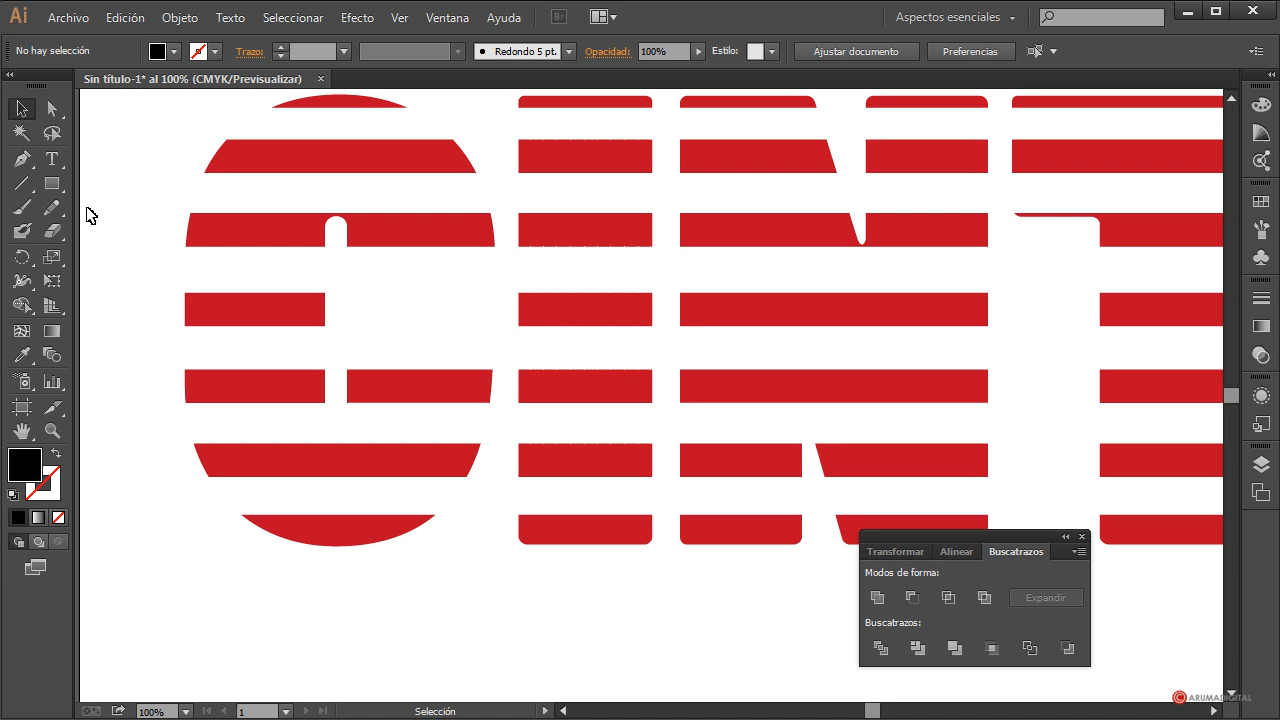 Ai Archivo Edición Objeto Texto Seleccionar Efecto Ver Ventana Ayuda Br Aspectos esenciales
No hay selección Trazo: Redondo 5 pt. Opacidad: 100% Estilo: Ajustar documento Preferencias
Sin título-1* al 100% (CMYK/Previsualizar) ×
Transformar Alinear Buscatrazos
Modos de forma:
Expandir
Buscatrazos:
© ARUMADIGITAL
100% 1 Selección